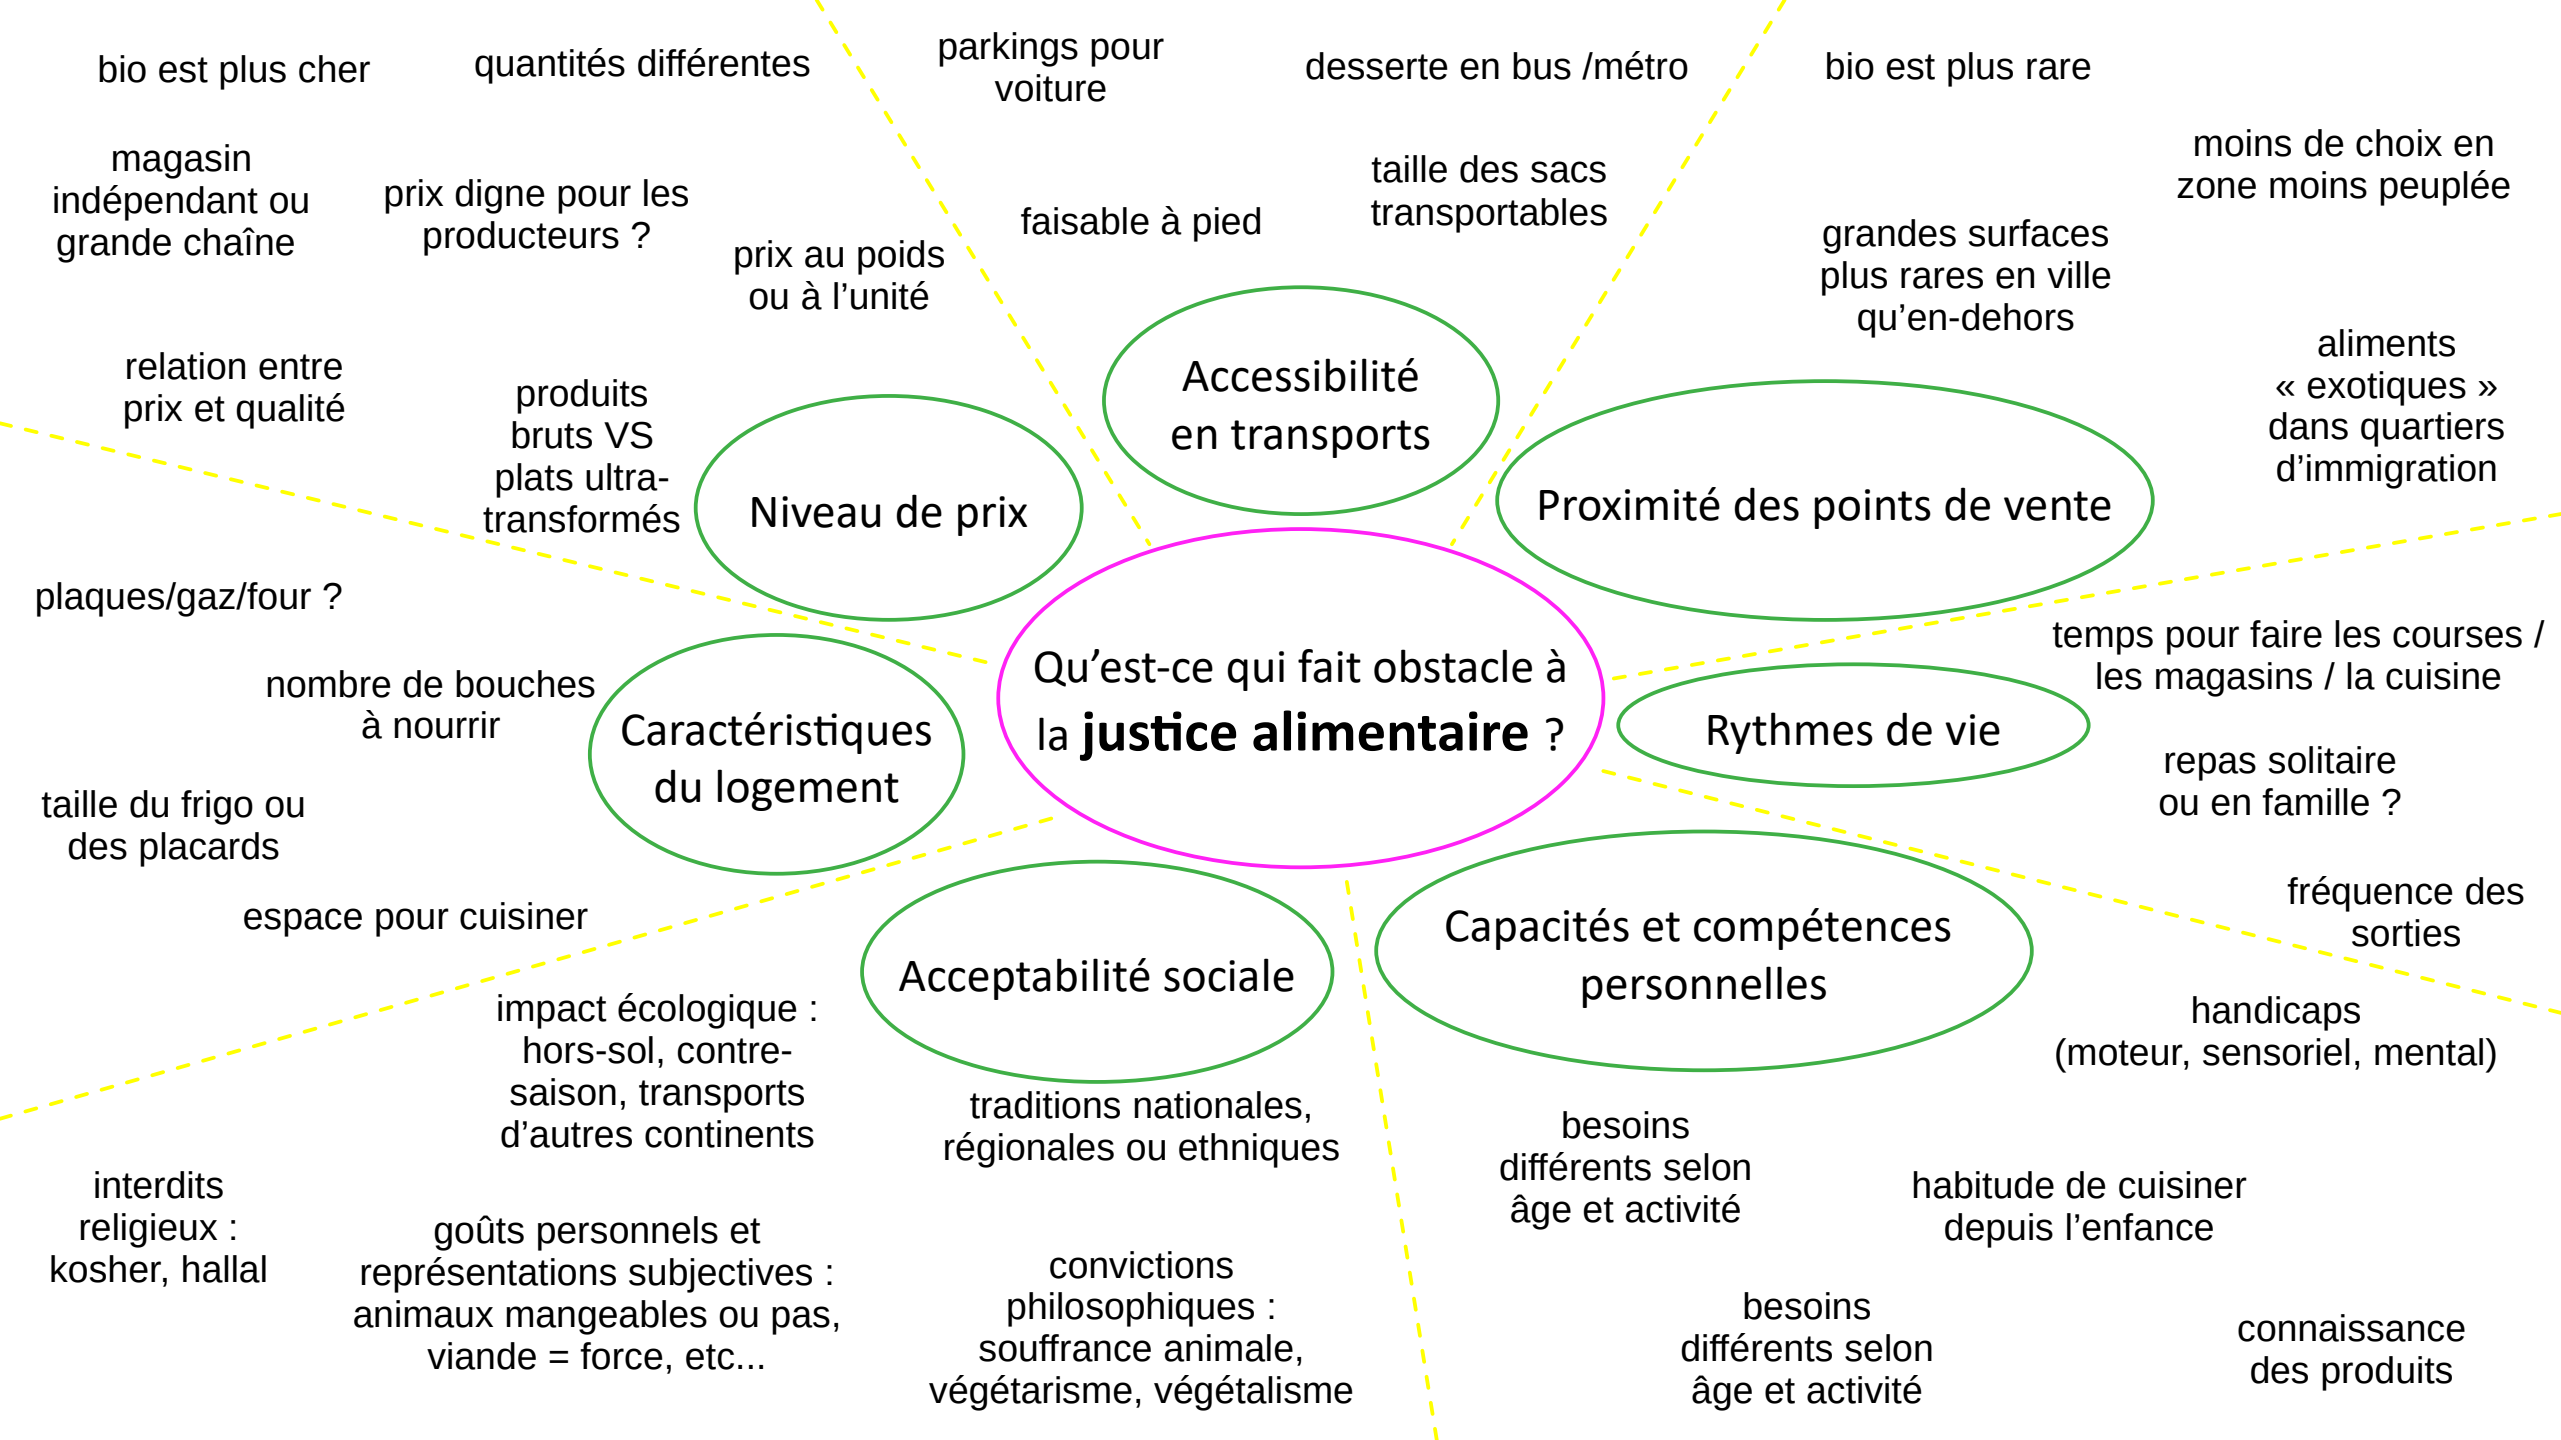 bio est plus cher
quantités différentes
magasin
indépendant ou
grande chaîne
prix digne pour les
producteurs ?
prix au poids
ou à l’unité
relation entre
prix et qualité
produits
bruts VS
plats ultra-
transformés
Niveau de prix
parkings pour
voiture
desserte en bus /métro
faisable à pied
taille des sacs
transportables
Accessibilité
en transports
bio est plus rare
moins de choix en
zone moins peuplée
grandes surfaces
plus rares en ville
qu’en-dehors
aliments
« exotiques »
dans quartiers
d’immigration
Proximité des points de vente
Qu’est-ce qui fait obstacle à
la justice alimentaire ?
plaques/gaz/four ?
nombre de bouches
à nourrir
Caractéristiques
du logement
taille du frigo ou
des placards
espace pour cuisiner
temps pour faire les courses /
les magasins / la cuisine
Rythmes de vie
repas solitaire
ou en famille ?
fréquence des
sorties
Acceptabilité sociale
impact écologique :
hors-sol, contre-
saison, transports
d’autres continents
traditions nationales,
régionales ou ethniques
interdits
religieux :
kosher, hallal
goûts personnels et
représentations subjectives :
animaux mangeables ou pas,
viande = force, etc...
convictions
philosophiques :
souffrance animale,
végétarisme, végétalisme
Capacités et compétences
personnelles
handicaps
(moteur, sensoriel, mental)
besoins
différents selon
âge et activité
habitude de cuisiner
depuis l’enfance
besoins
différents selon
âge et activité
connaissance
des produits